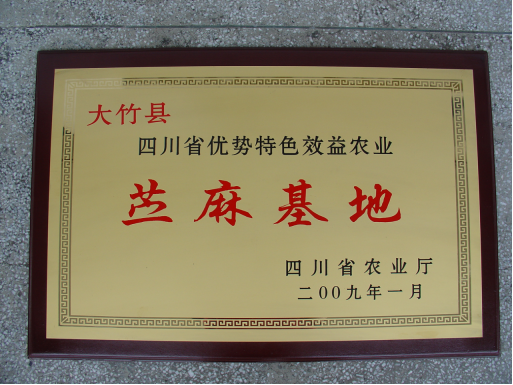 大竹县
四川省优势特色效益农业
苎麻基地
四川省农业厅
二00九年一月